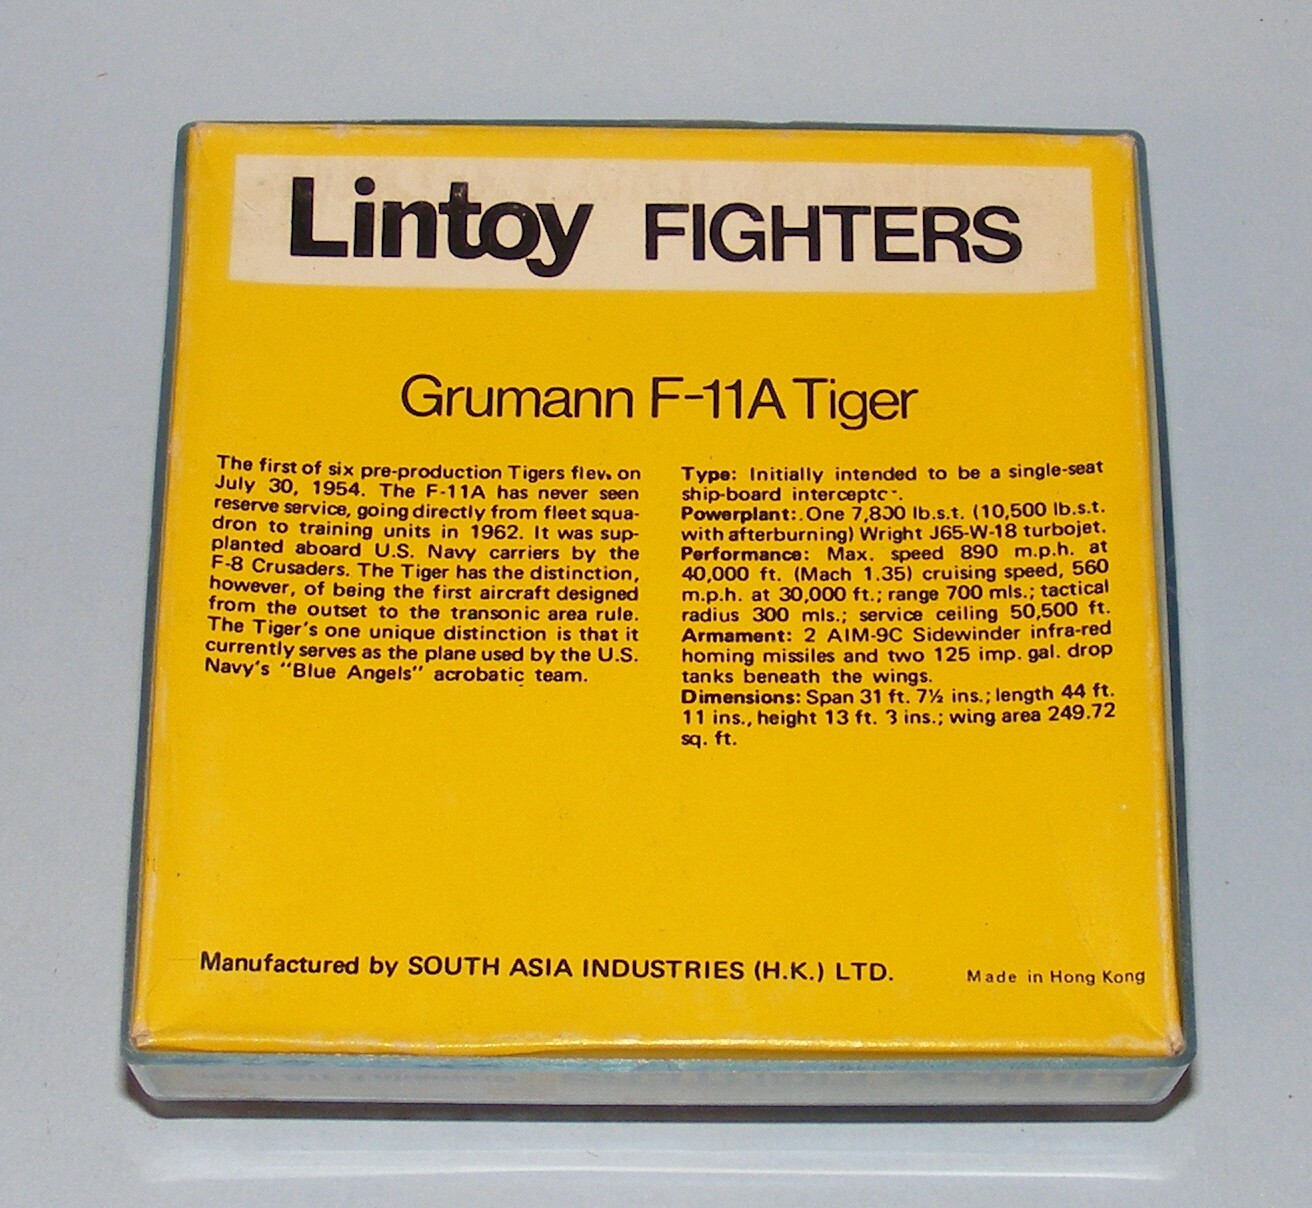 Lintoy FIGHTERS
Grumann F-11A Tiger
The first of six pre-production Tigers flew on
July 30, 1954. The F-11A has never seen
reserve service, going directly from fleet squa-
dron to training units in 1962. It was sup-
planted aboard U.S. Navy carriers by the
F-8 Crusaders. The Tiger has the distinction,
however, of being the first aircraft designed
from the outset to the transonic area rule.
The Tiger's one unique distinction is that it
currently serves as the plane used by the U.S.
Navy's "Blue Angels" acrobatic team.
Type: Initially intended to be a single-seat
ship-board interceptor.
Powerplant: One 7,800 lb.s.t. (10,500 lb.s.t.
with afterburning) Wright J65-W-18 turbojet.
Performance: Max. speed 890 m.p.h. at
40,000 ft. (Mach 1.35) cruising speed, 560
m.p.h. at 30,000 ft.; range 700 mls.; tactical
radius 300 mls.; service ceiling 50,500 ft.
Armament: 2 AIM-9C Sidewinder infra-red
homing missiles and two 125 imp. gal. drop
tanks beneath the wings.
Dimensions: Span 31 ft. 7½ ins.; length 44 ft.
11 ins., height 13 ft. 3 ins.; wing area 249.72
sq. ft.
Manufactured by SOUTH ASIA INDUSTRIES (H.K.) LTD.
Made in Hong Kong